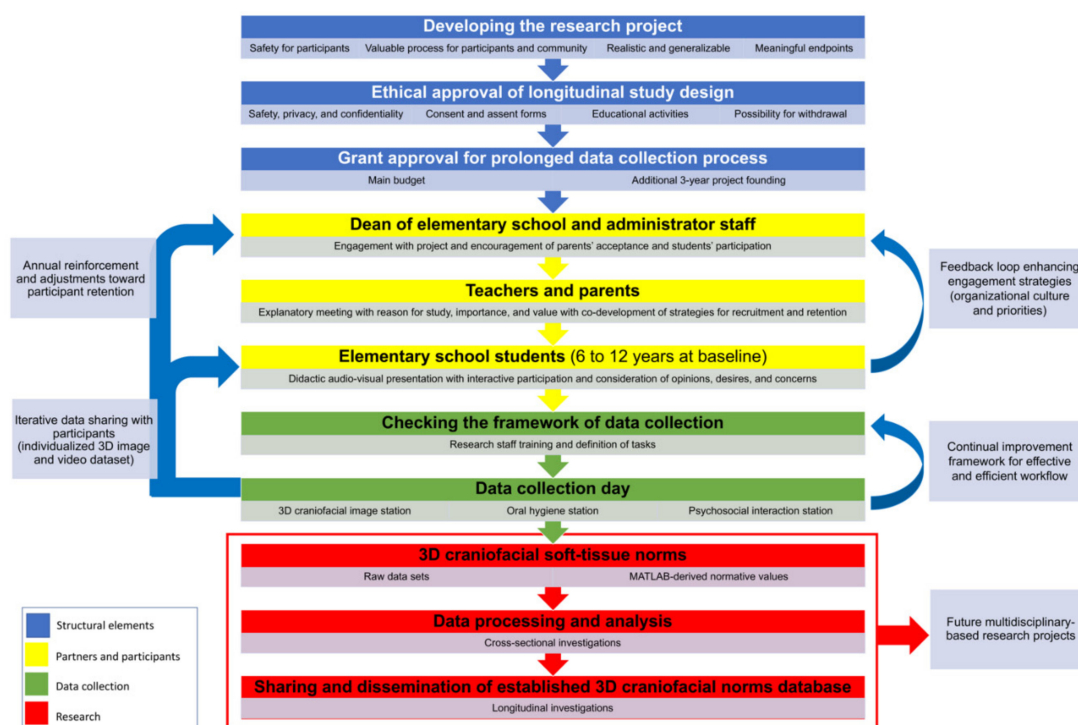 Developing the research project
Safety for participants Valuable process for participants and community Realistic and generalizable Meaningful endpoints
Ethical approval of longitudinal study design
Safety, privacy, and confidentiality Consent and assent forms Educational activities Possibility for withdrawal
Grant approval for prolonged data collection process
Main budget Additional 3-year project founding
Dean of elementary school and administrator staff
Engagement with project and encouragement of parents' acceptance and students' participation
Teachers and parents
Explanatory meeting with reason for study, importance, and value with co-development of strategies for recruitment and retention
Elementary school students (6 to 12 years at baseline)
Didactic audio-visual presentation with interactive participation and consideration of opinions, desires, and concerns
Checking the framework of data collection
Research staff training and definition of tasks
Data collection day
3D craniofacial image station Oral hygiene station Psychosocial interaction station
3D craniofacial soft-tissue norms
Raw data sets MATLAB-derived normative values
Data processing and analysis
Cross-sectional investigations
Sharing and dissemination of established 3D craniofacial norms database
Longitudinal investigations
Annual reinforcement
and adjustments toward
participant retention
Iterative data sharing with
participants
(individualized 3D image
and video dataset)
Feedback loop enhancing
engagement strategies
(organizational culture
and priorities)
Continual improvement
framework for effective
and efficient workflow
Future multidisciplinary-
based research projects
Structural elements
Partners and participants
Data collection
Research